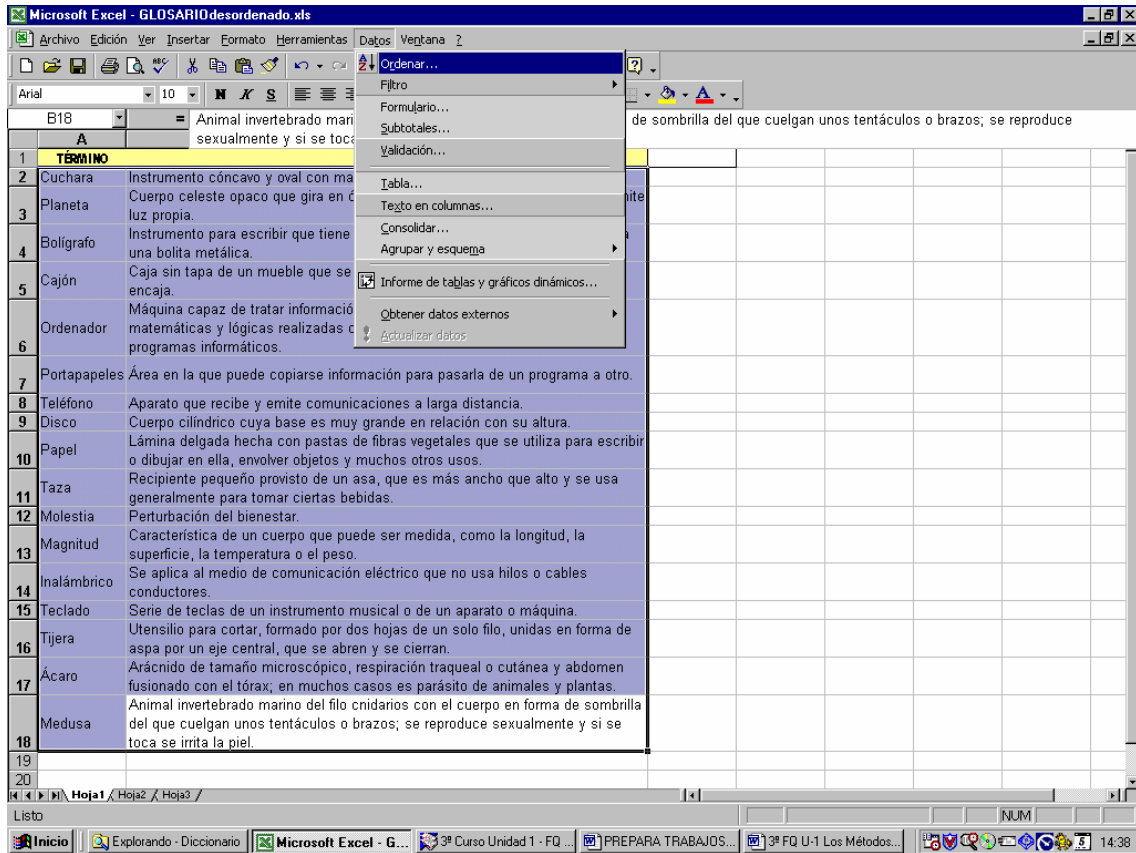 Microsoft Excel - GLOSARIOdesordenado.xls
Archivo Edición Ver Insertar Formato Herramientas Datos Ventana ?
Arial 10 N K S
B18 = Animal invertebrado mari de sombrilla del que cuelgan unos tentáculos o brazos; se reproduce
sexualmente y si se toca
Ordenar...
Filtro
Formulario...
Subtotales...
Validación...
Tabla...
Texto en columnas...
Consolidar...
Agrupar y esquema
Informe de tablas y gráficos dinámicos...
Obtener datos externos
Actualizar datos
A
1 TÉRMINO
2 Cuchara Instrumento cóncavo y oval con ma
3 Planeta Cuerpo celeste opaco que gira en ó mite
luz propia.
4 Bolígrafo Instrumento para escribir que tiene a
una bolita metálica.
5 Cajón Caja sin tapa de un mueble que se
encaja.
6 Ordenador Máquina capaz de tratar informació
matemáticas y lógicas realizadas c
programas informáticos.
7 Portapapeles Área en la que puede copiarse información para pasarla de un programa a otro.
8 Teléfono Aparato que recibe y emite comunicaciones a larga distancia.
9 Disco Cuerpo cilíndrico cuya base es muy grande en relación con su altura.
10 Papel Lámina delgada hecha con pastas de fibras vegetales que se utiliza para escribir
o dibujar en ella, envolver objetos y muchos otros usos.
11 Taza Recipiente pequeño provisto de un asa, que es más ancho que alto y se usa
generalmente para tomar ciertas bebidas.
12 Molestia Perturbación del bienestar.
13 Magnitud Característica de un cuerpo que puede ser medida, como la longitud, la
superficie, la temperatura o el peso.
14 Inalámbrico Se aplica al medio de comunicación eléctrico que no usa hilos o cables
conductores.
15 Teclado Serie de teclas de un instrumento musical o de un aparato o máquina.
16 Tijera Utensilio para cortar, formado por dos hojas de un solo filo, unidas en forma de
aspa por un eje central, que se abren y se cierran.
17 Ácaro Arácnido de tamaño microscópico, respiración traqueal o cutánea y abdomen
fusionado con el tórax; en muchos casos es parásito de animales y plantas.
18 Medusa Animal invertebrado marino del filo cnidarios con el cuerpo en forma de sombrilla
del que cuelgan unos tentáculos o brazos; se reproduce sexualmente y si se
toca se irrita la piel.
19
20
Hoja1 Hoja2 Hoja3
Listo NUM
Inicio Explorando - Diccionario Microsoft Excel - G... 3ª Curso Unidad 1 - FQ ... PREPARA TRABAJOS... 3ª FQ U-1 Los Métodos... 14:38